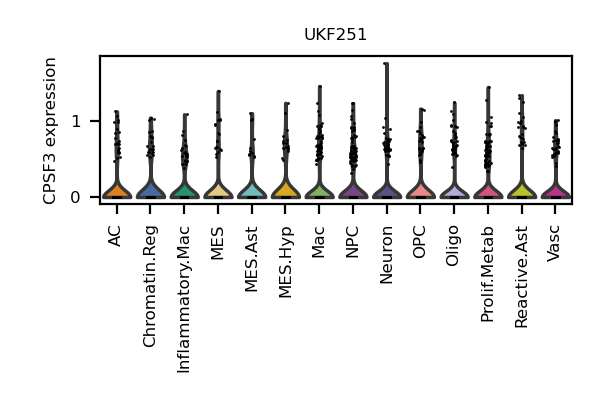 UKF251
CPSF3 expression
1
0
AC
Chromatin.Reg
Inflammatory.Mac
MES
MES.Ast
MES.Hyp
Mac
NPC
Neuron
OPC
Oligo
Prolif.Metab
Reactive.Ast
Vasc